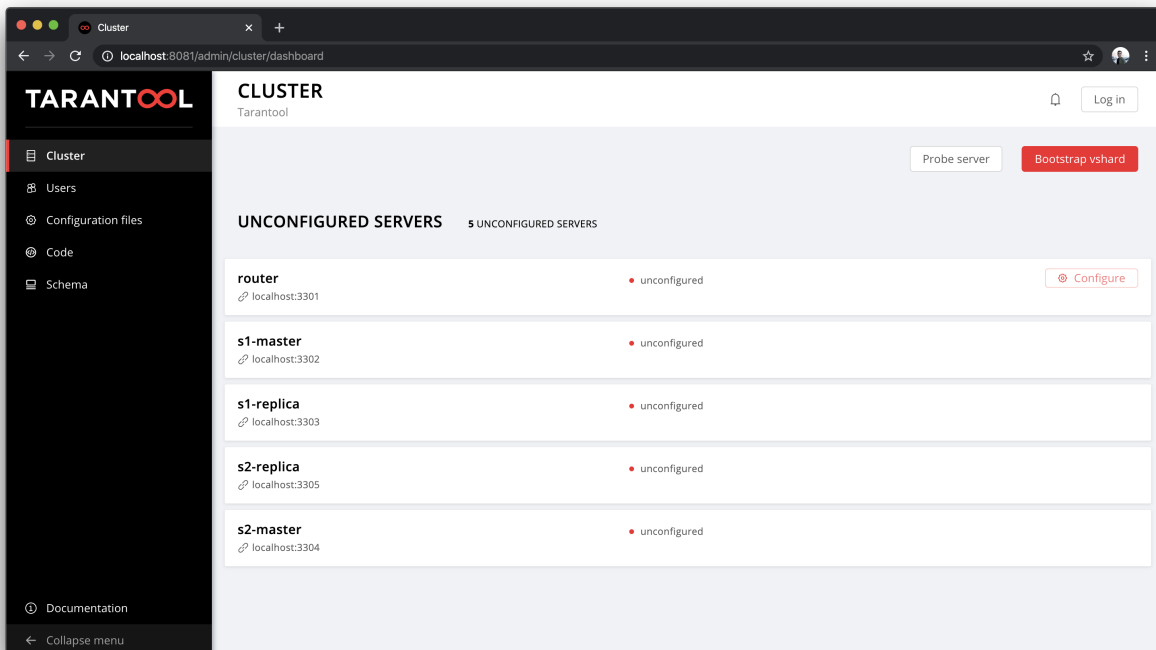 Cluster
localhost:8081/admin/cluster/dashboard
TARANTOOL
Cluster
Users
Configuration files
Code
Schema
Documentation
Collapse menu
CLUSTER
Tarantool
Log in
Probe server
Bootstrap vshard
UNCONFIGURED SERVERS 5 UNCONFIGURED SERVERS
router
localhost:3301
unconfigured
Configure
s1-master
localhost:3302
unconfigured
s1-replica
localhost:3303
unconfigured
s2-replica
localhost:3305
unconfigured
s2-master
localhost:3304
unconfigured